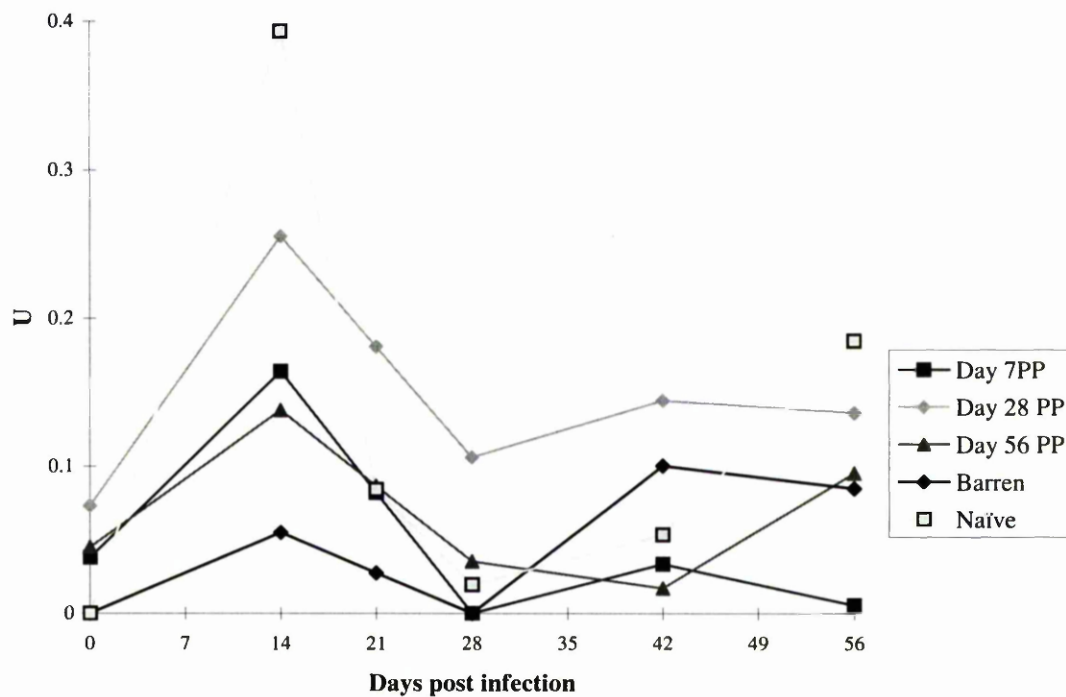 0.4
0.3
0.2
0.1
0
U
0 7 14 21 28 35 42 49 56
Days post infection
Day 7PP
Day 28 PP
Day 56 PP
Barren
Naïve